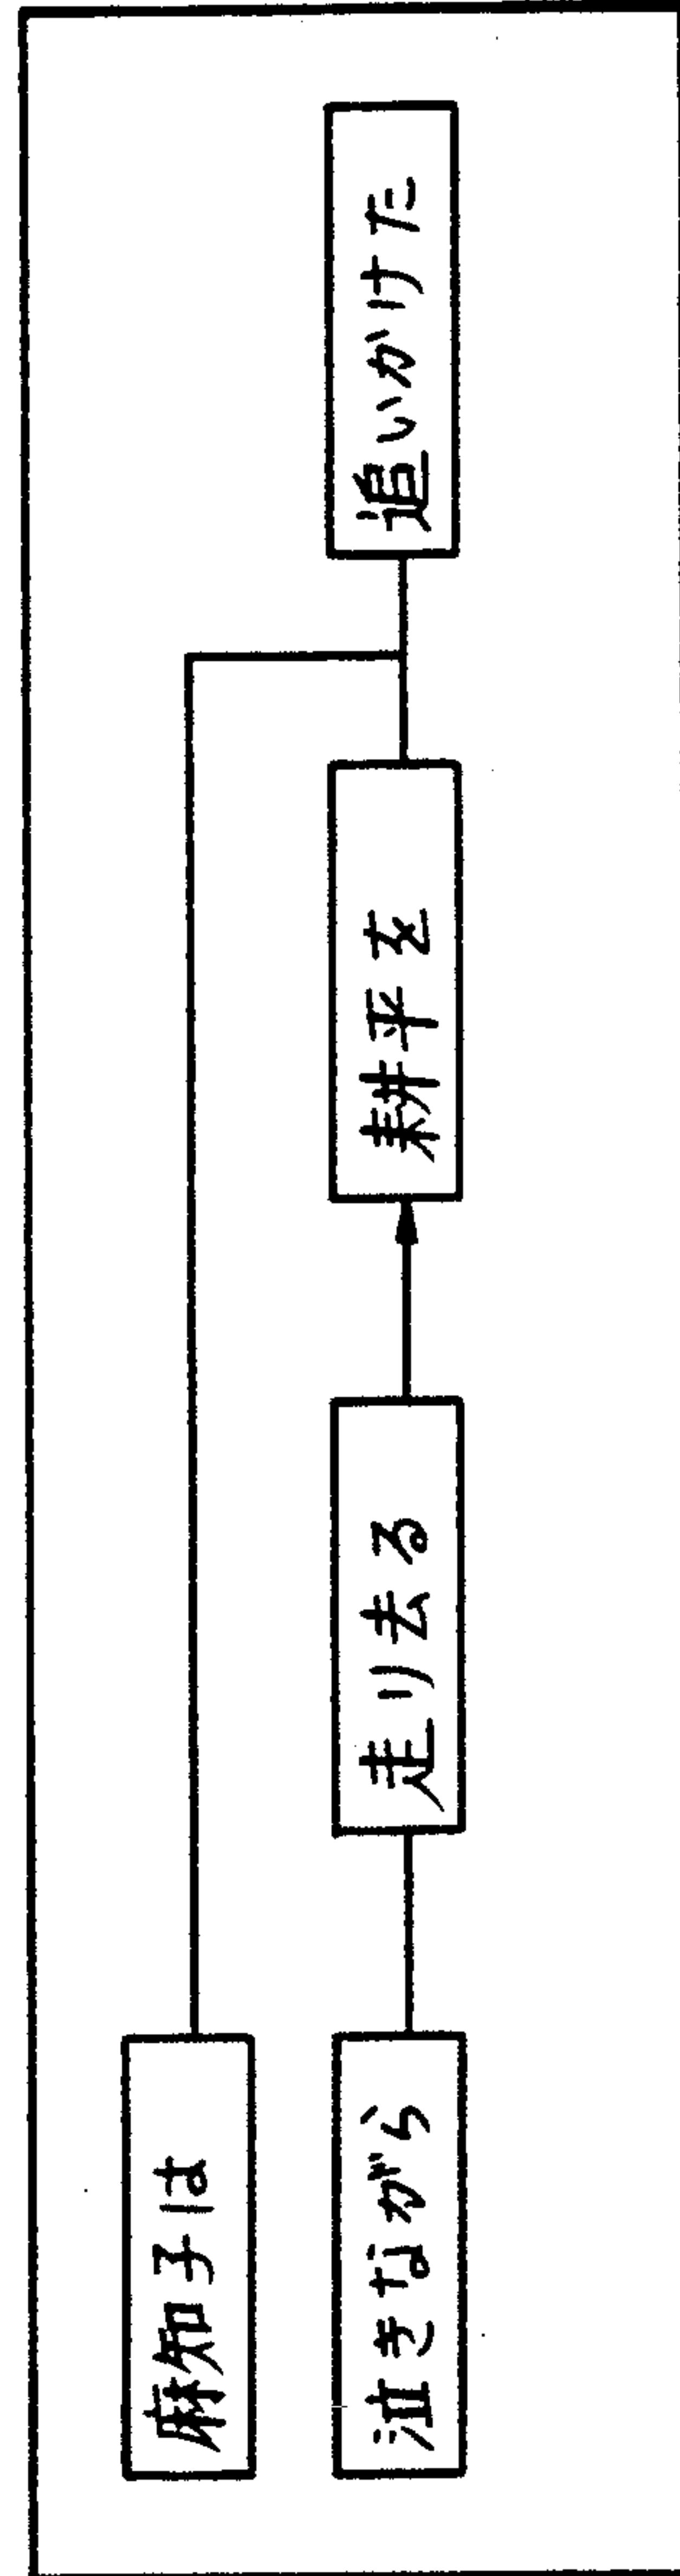 麻知子は
泣きながら
走り去る
耕平を
追いかけた